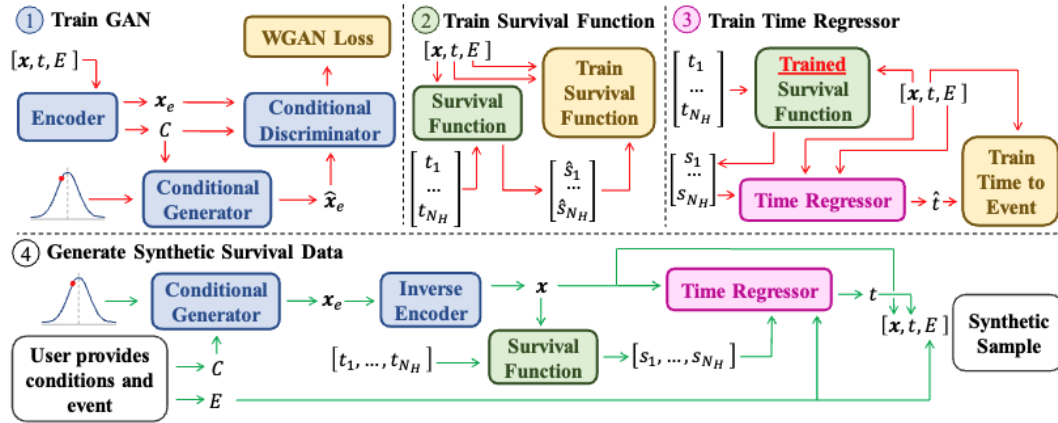 1 Train GAN
WGAN Loss
[x, t, E]
Encoder
x_e
C
Conditional
Discriminator
Conditional
Generator
x̂_e
2 Train Survival Function
[x, t, E]
Survival
Function
Train
Survival
Function
[t_1
...
t_{N_H}]
[ŝ_1
...
ŝ_{N_H}]
3 Train Time Regressor
[t_1
...
t_{N_H}]
Trained
Survival
Function
[x, t, E]
[s_1
...
s_{N_H}]
Time Regressor
t̂
Train
Time to
Event
4 Generate Synthetic Survival Data
Conditional
Generator
x_e
Inverse
Encoder
x
Time Regressor
t
[x, t, E]
Synthetic
Sample
User provides
conditions and
event
C
E
[t_1, ..., t_{N_H}]
Survival
Function
[s_1, ..., s_{N_H}]